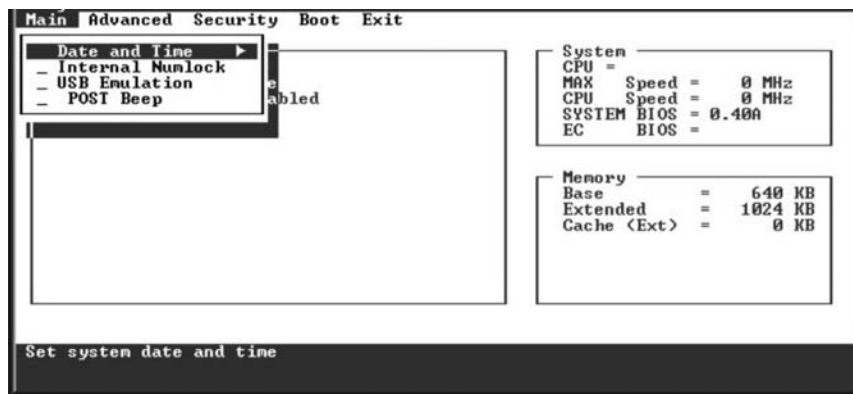 Main Advanced Security Boot Exit
Date and Time ►
_ Internal Numlock
_ USB Emulation
_ POST Beep
e
abled
System
CPU =
MAX Speed = 0 MHz
CPU Speed = 0 MHz
SYSTEM BIOS = 0.40A
EC BIOS =
Memory
Base = 640 KB
Extended = 1024 KB
Cache (Ext) = 0 KB
Set system date and time